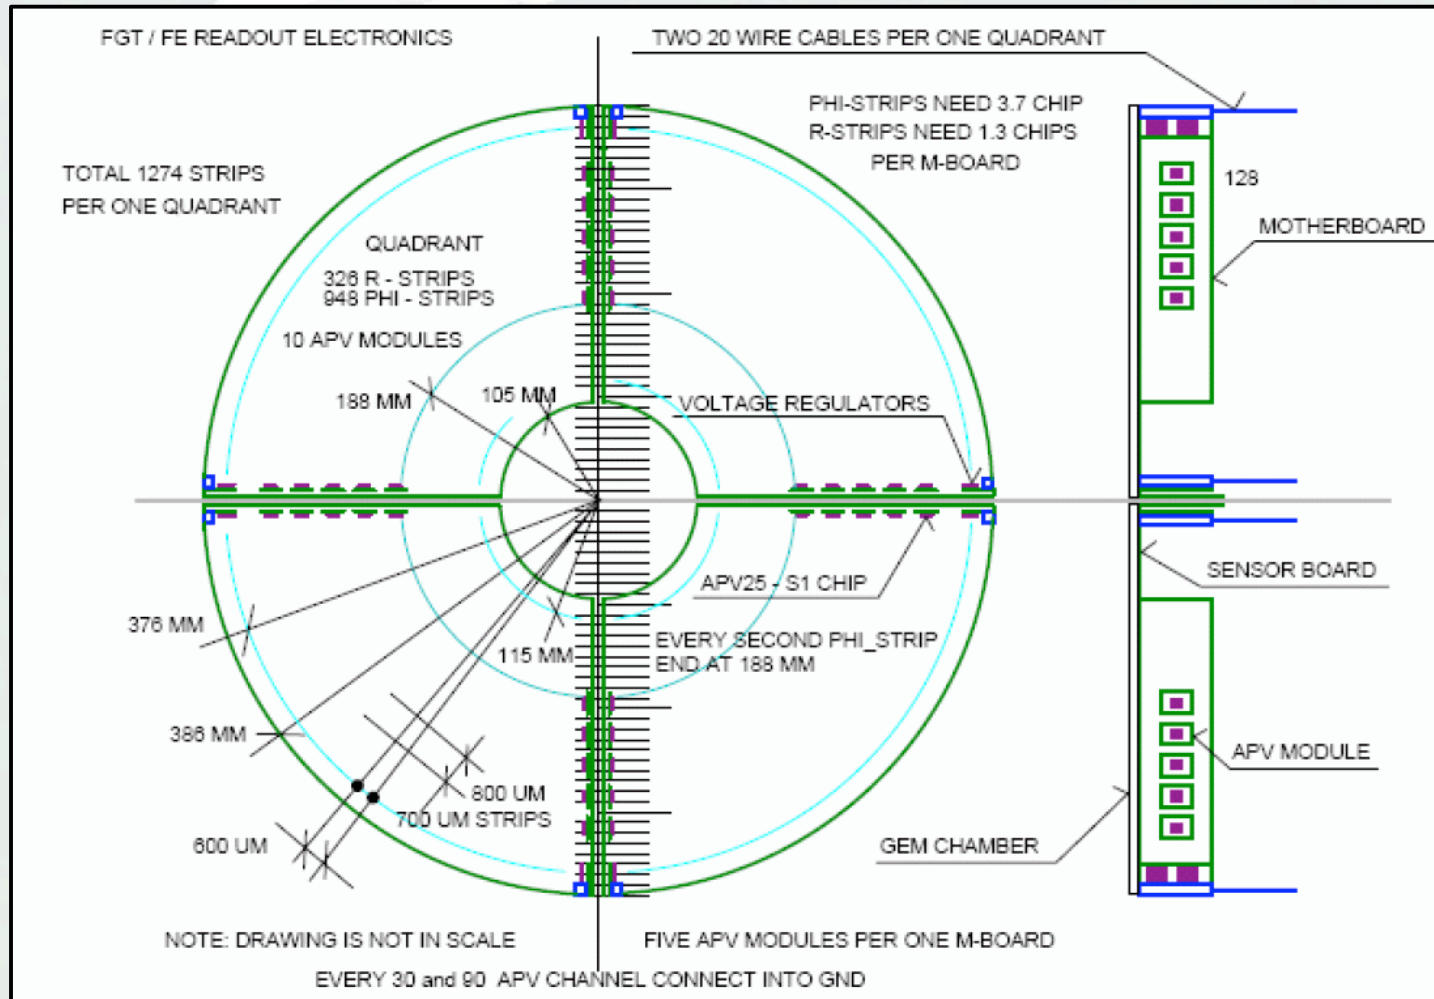 FGT / FE READOUT ELECTRONICS
TWO 20 WIRE CABLES PER ONE QUADRANT
PHI-STRIPS NEED 3.7 CHIP
R-STRIPS NEED 1.3 CHIPS
PER M-BOARD
TOTAL 1274 STRIPS
PER ONE QUADRANT
128
MOTHERBOARD
QUADRANT
326 R - STRIPS
948 PHI - STRIPS
10 APV MODULES
188 MM
105 MM
VOLTAGE REGULATORS
APV25 - S1 CHIP
SENSOR BOARD
376 MM
115 MM
EVERY SECOND PHI_STRIP
END AT 188 MM
386 MM
APV MODULE
800 UM
700 UM STRIPS
600 UM
GEM CHAMBER
NOTE: DRAWING IS NOT IN SCALE
FIVE APV MODULES PER ONE M-BOARD
EVERY 30 and 90 APV CHANNEL CONNECT INTO GND